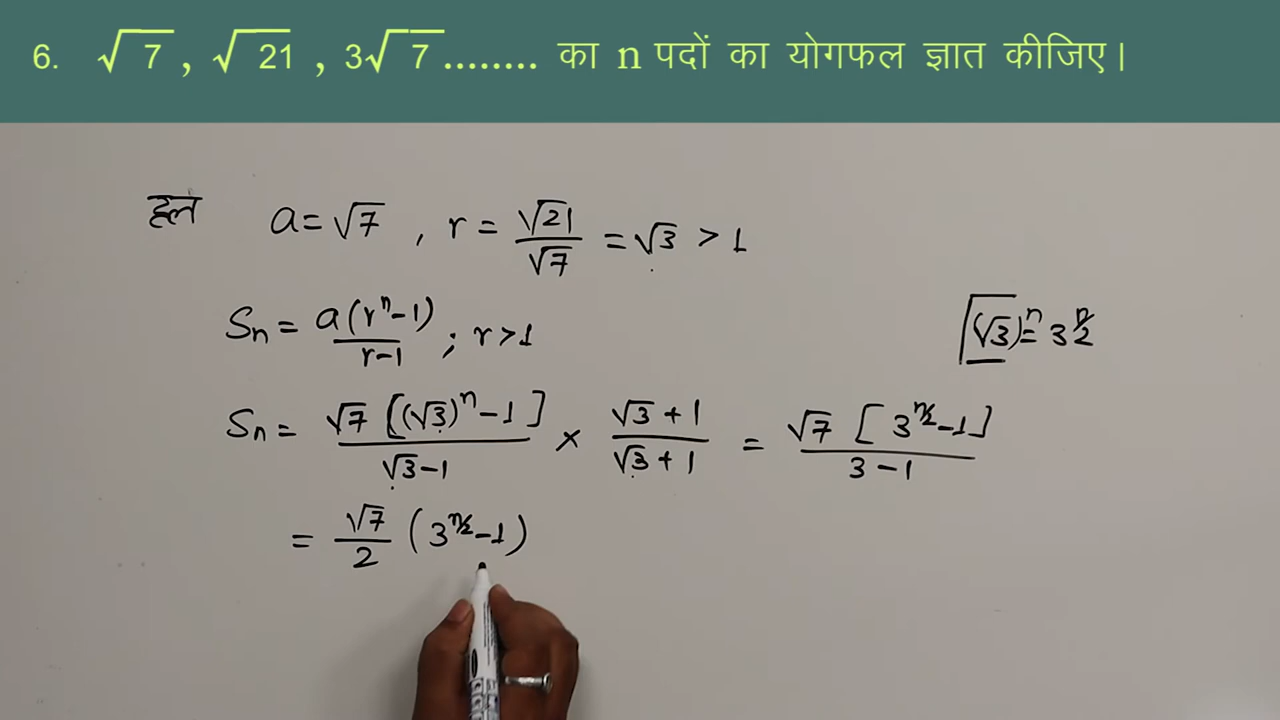 6. √7 , √21 , 3√7........ का n पदों का योगफल ज्ञात कीजिए।
हल a = √7 , r = √21/√7 = √3 > 1
Sn = a(rⁿ-1)/r-1 ; r>1
(√3)ⁿ = 3^n/2
Sn = √7 [(√3)ⁿ - 1]/√3-1 × √3+1/√3+1 = √7 [3^n/2 - 1]/3-1
= √7/2 (3^n/2 - 1)